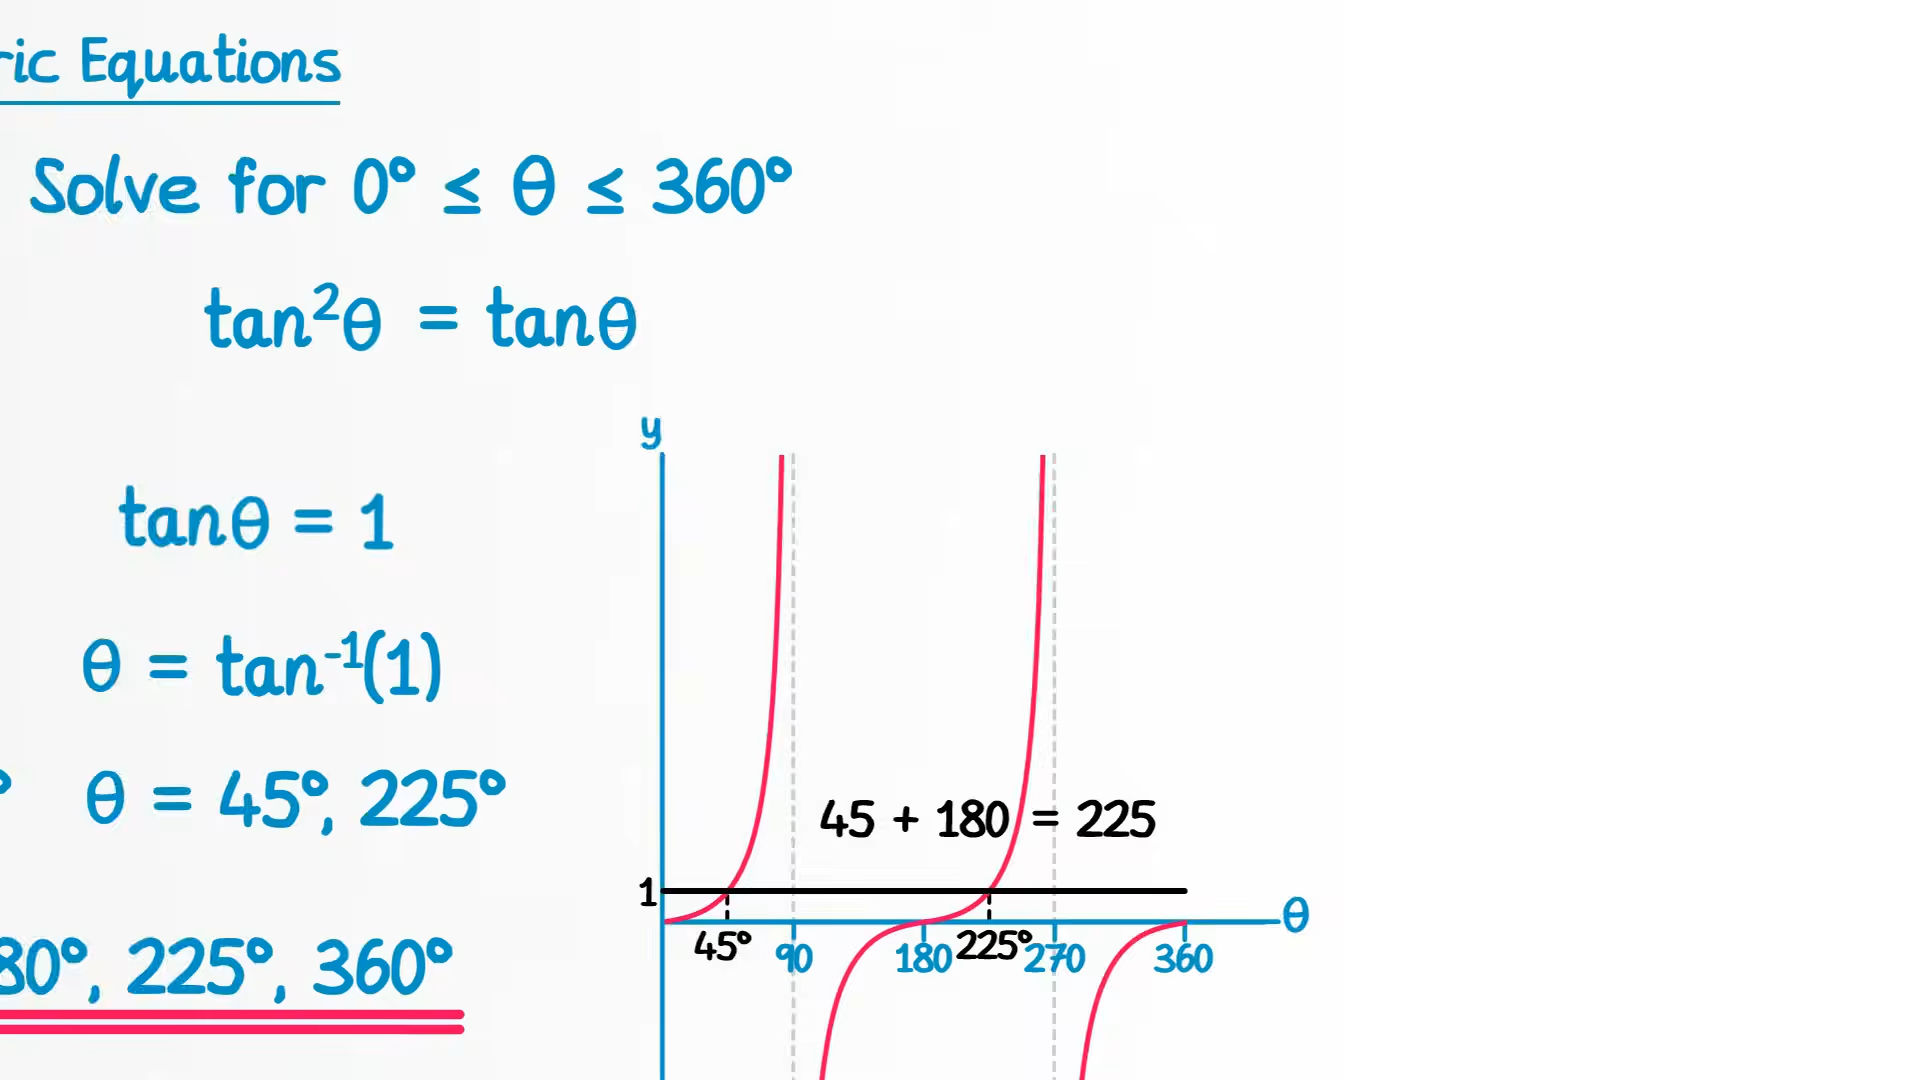 ric Equations
Solve for 0° ≤ θ ≤ 360°
tan²θ = tanθ
y
tanθ = 1
θ = tan⁻¹(1)
° θ = 45°, 225°
45 + 180 = 225
1
θ
45° 90 180 225° 270 360
80°, 225°, 360°